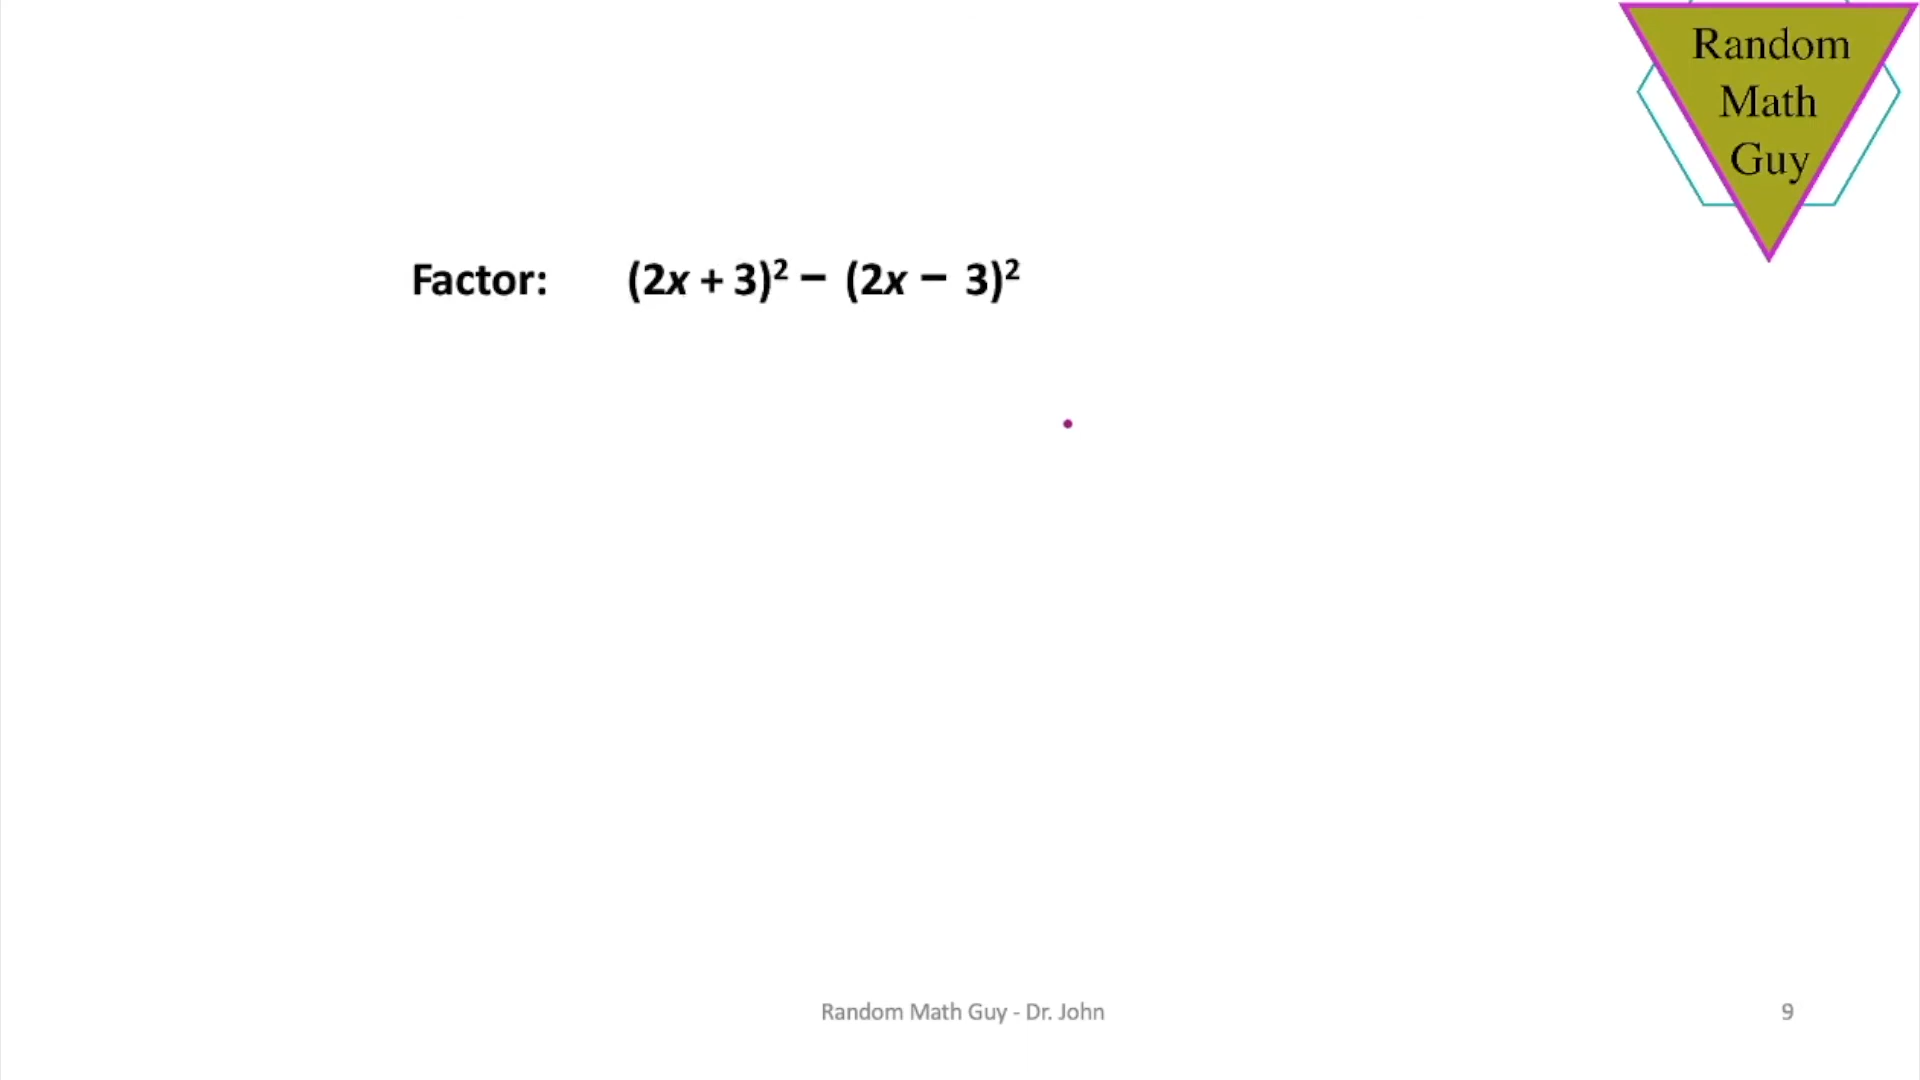 Random
Math
Guy
Factor: (2x + 3)² − (2x − 3)²
Random Math Guy - Dr. John
9